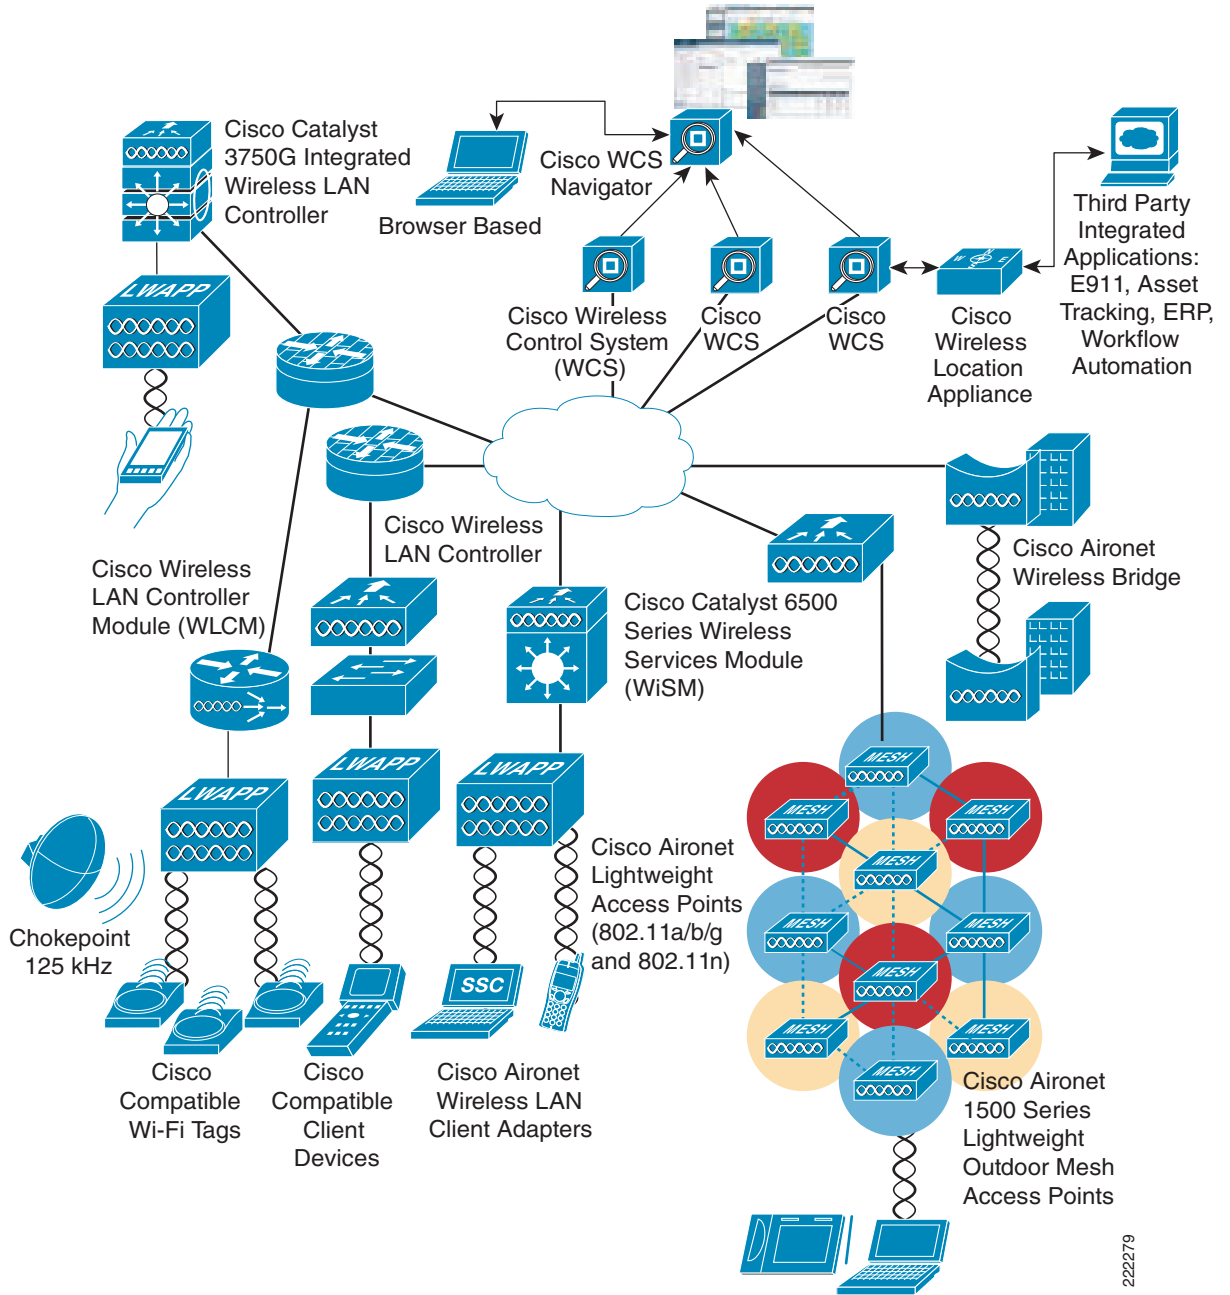 Cisco Catalyst
3750G Integrated
Wireless LAN
Controller
Browser Based
Cisco WCS
Navigator
Third Party
Integrated
Applications:
E911, Asset
Tracking, ERP,
Workflow
Automation
Cisco Wireless
Control System
(WCS)
Cisco
WCS
Cisco
WCS
W
N
S
E
Cisco
Wireless
Location
Appliance
LWAPP
Cisco Wireless
LAN Controller
Cisco Wireless
LAN Controller
Module (WLCM)
Cisco Catalyst 6500
Series Wireless
Services Module
(WiSM)
Cisco Aironet
Wireless Bridge
LWAPP
LWAPP
LWAPP
Chokepoint
125 kHz
Cisco Aironet
Lightweight
Access Points
(802.11a/b/g
and 802.11n)
SSC
MESH
MESH
MESH
MESH
MESH
MESH
MESH
MESH
MESH
MESH
Cisco
Compatible
Wi-Fi Tags
Cisco
Compatible
Client
Devices
Cisco Aironet
Wireless LAN
Client Adapters
Cisco Aironet
1500 Series
Lightweight
Outdoor Mesh
Access Points
222279